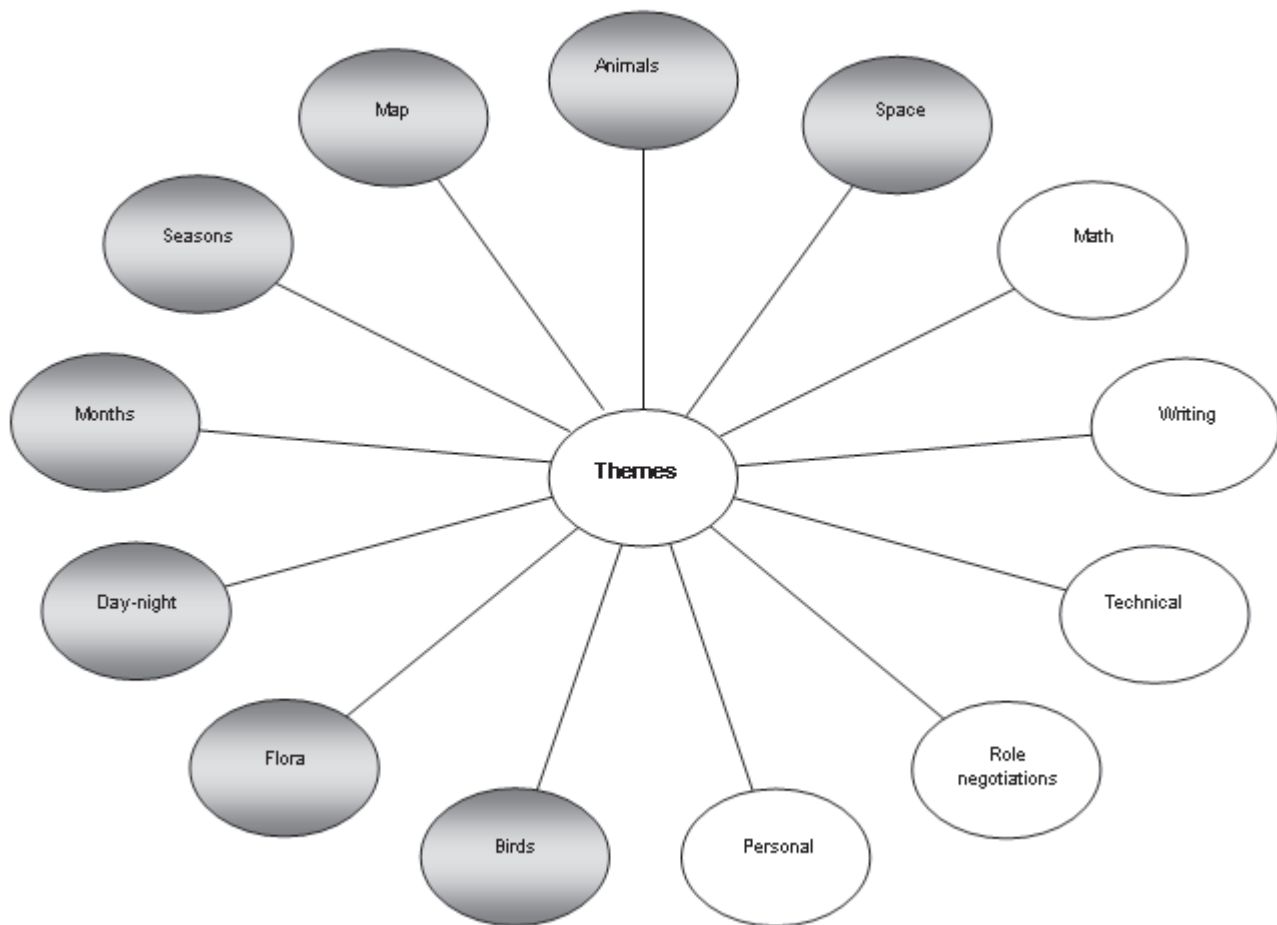 Animals
Map
Space
Seasons
Math
Months
Writing
Themes
Day-night
Technical
Flora
Role
negotiations
Birds
Personal